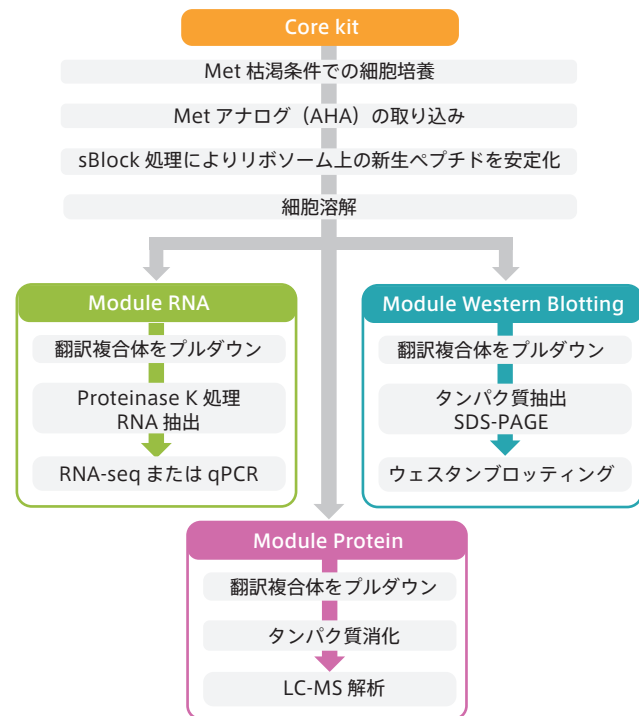 Core kit
Met 枯渇条件での細胞培養
Met アナログ（AHA）の取り込み
sBlock 処理によりリボソーム上の新生ペプチドを安定化
細胞溶解
Module RNA
翻訳複合体をプルダウン
Proteinase K 処理
RNA 抽出
RNA-seq または qPCR
Module Western Blotting
翻訳複合体をプルダウン
タンパク質抽出
SDS-PAGE
ウェスタンブロッティング
Module Protein
翻訳複合体をプルダウン
タンパク質消化
LC-MS 解析